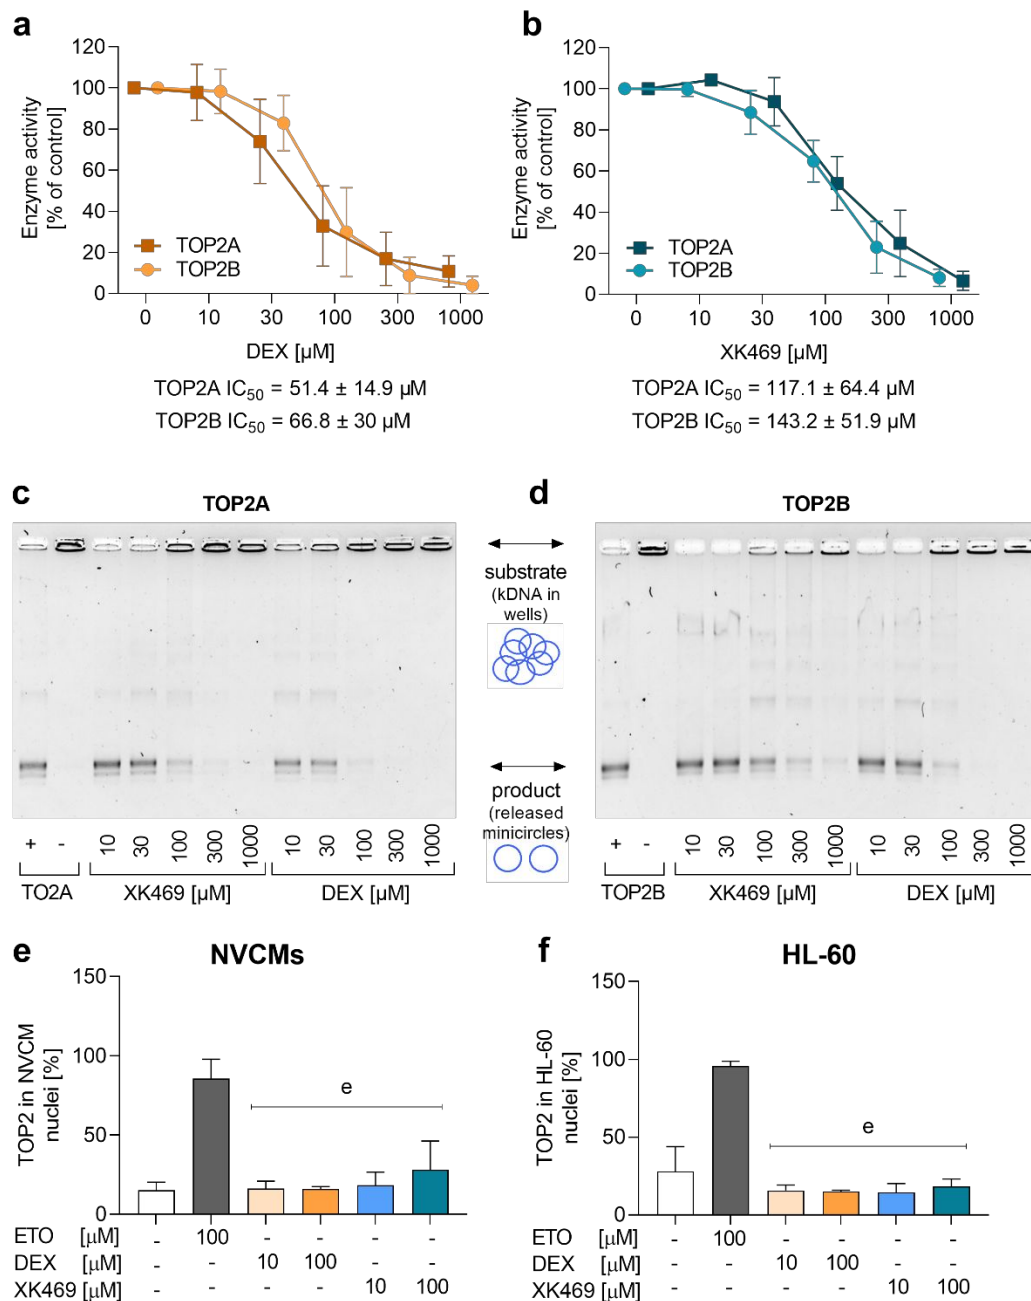 a
120
100
80
60
40
20
0
Enzyme activity
[% of control]
TOP2A
TOP2B
0 10 30 100 300 1000
DEX [µM]
TOP2A IC50 = 51.4 ± 14.9 µM
TOP2B IC50 = 66.8 ± 30 µM
b
120
100
80
60
40
20
0
Enzyme activity
[% of control]
TOP2A
TOP2B
0 10 30 100 300 1000
XK469 [µM]
TOP2A IC50 = 117.1 ± 64.4 µM
TOP2B IC50 = 143.2 ± 51.9 µM
c
TOP2A
+ - 10 30 100 300 1000 10 30 100 300 1000
TO2A XK469 [µM] DEX [µM]
substrate
(kDNA in
wells)
product
(released
minicircles)
d
TOP2B
+ - 10 30 100 300 1000 10 30 100 300 1000
TOP2B XK469 [µM] DEX [µM]
e
NVCMs
150
100
50
0
TOP2 in NVCM
nuclei [%]
e
ETO [µM] - 100 - - - -
DEX [µM] - - 10 100 - -
XK469 [µM] - - - - 10 100
f
HL-60
150
100
50
0
TOP2 in HL-60
nuclei [%]
e
ETO [µM] - 100 - - - -
DEX [µM] - - 10 100 - -
XK469 [µM] - - - - 10 100